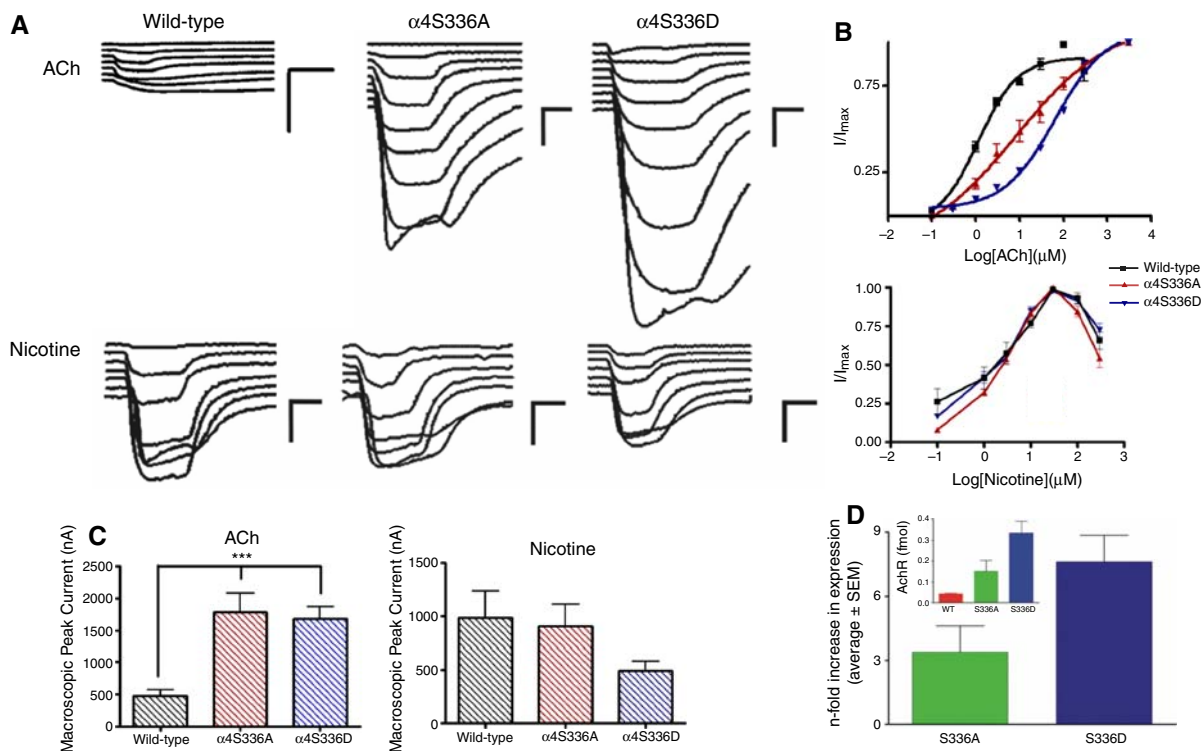 A
Wild-type
α4S336A
α4S336D
ACh
Nicotine
B
I/Imax
0.75
0.25
−2
−1
0
1
2
3
4
Log[ACh](μM)
Wild-type
α4S336A
α4S336D
I/Imax
1.00
0.75
0.50
0.25
0.00
−2
−1
0
1
2
3
Log[Nicotine](μM)
C
ACh
***
Macroscopic Peak Current (nA)
2500
2000
1500
1000
500
0
Wild-type
α4S336A
α4S336D
Nicotine
Macroscopic Peak Current (nA)
1500
1000
500
0
Wild-type
α4S336A
α4S336D
D
n-fold increase in expression
(average ± SEM)
9
6
3
0
AchR (fmol)
0.4
0.3
0.2
0.1
0.0
WT
S336A
S336D
S336A
S336D